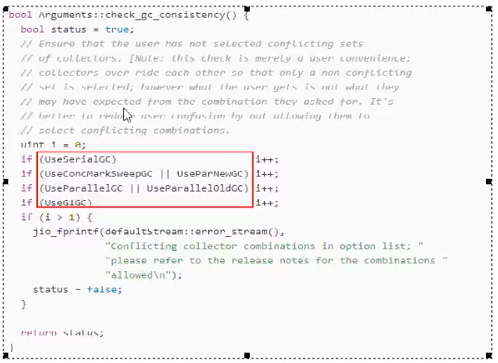 bool Arguments::check_gc_consistency() {
bool status = true;
// Ensure that the user has not selected conflicting sets
// of collectors. [Note: this check is merely a user convenience;
// collectors over ride each other so that only a non conflicting
// set is selected; however what the user gets is not what they
// may have expected from the combination they asked for. It's
// better to reduce user confusion by not allowing them to
// select conflicting combinations.
uint i = 0;
if (UseSerialGC) i++;
if (UseConcMarkSweepGC || UseParNewGC) i++;
if (UseParallelGC || UseParallelOldGC) i++;
if (UseG1GC) i++;
if (i > 1) {
jio_fprintf(defaultStream::error_stream(),
"Conflicting collector combinations in option list; "
"please refer to the release notes for the combinations "
"allowed\n");
status = false;
}
return status;
}